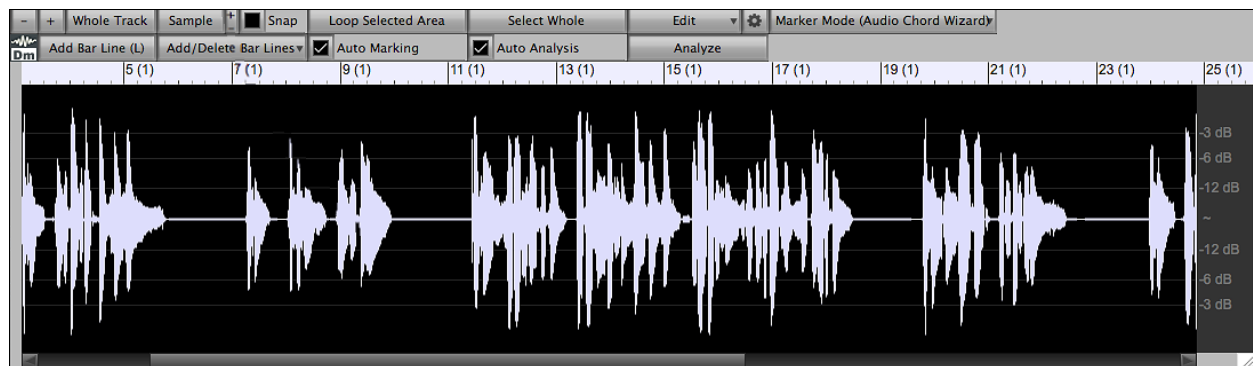 - + Whole Track Sample + - Snap Loop Selected Area Select Whole Edit Marker Mode (Audio Chord Wizard)
Dm Add Bar Line (L) Add/Delete Bar Lines Auto Marking Auto Analysis Analyze
5 (1) 7 (1) 9 (1) 11 (1) 13 (1) 15 (1) 17 (1) 19 (1) 21 (1) 23 (1) 25 (1)
-3 dB
-6 dB
-12 dB
~
-12 dB
-6 dB
-3 dB